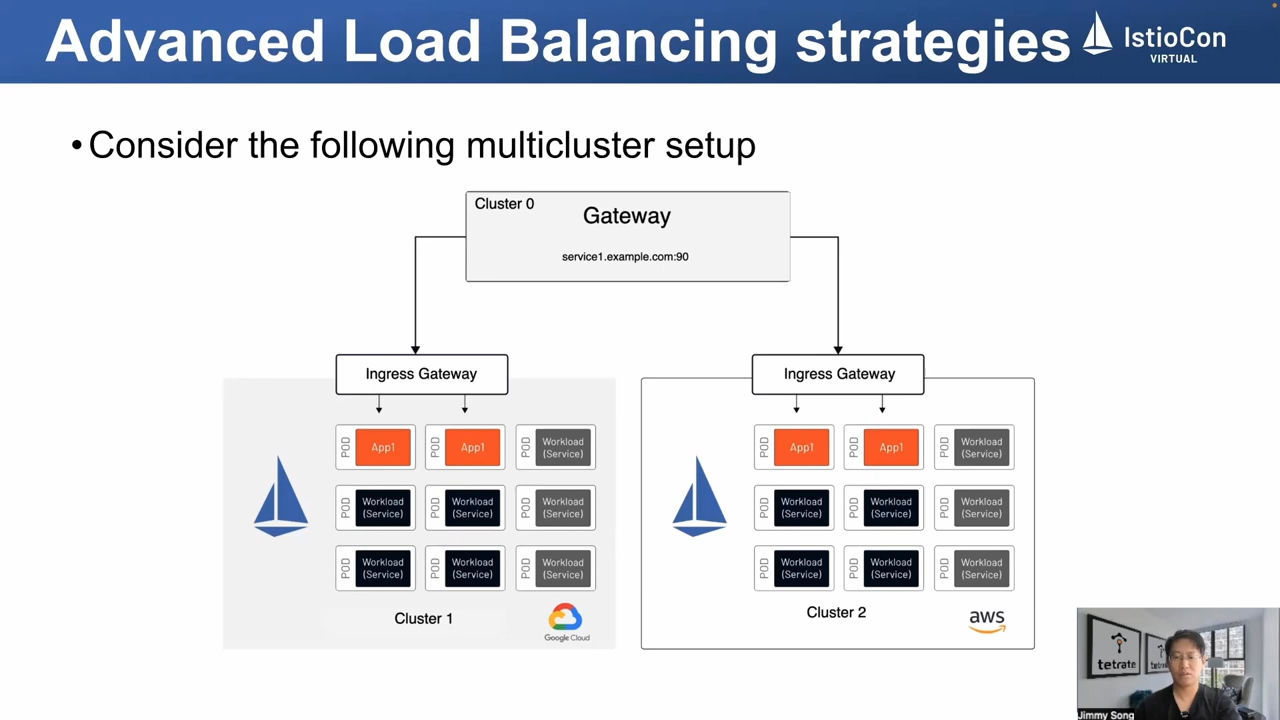 Advanced Load Balancing strategies
IstioCon
VIRTUAL
•Consider the following multicluster setup
Cluster 0
Gateway
service1.example.com:90
Ingress Gateway
Ingress Gateway
POD
App1
POD
App1
POD
Workload
(Service)
POD
Workload
(Service)
POD
Workload
(Service)
POD
Workload
(Service)
POD
Workload
(Service)
POD
Workload
(Service)
POD
Workload
(Service)
Cluster 1
Google Cloud
POD
App1
POD
App1
POD
Workload
(Service)
POD
Workload
(Service)
POD
Workload
(Service)
POD
Workload
(Service)
POD
Workload
(Service)
POD
Workload
(Service)
POD
Workload
(Service)
Cluster 2
aws
tetrate
Jimmy Song